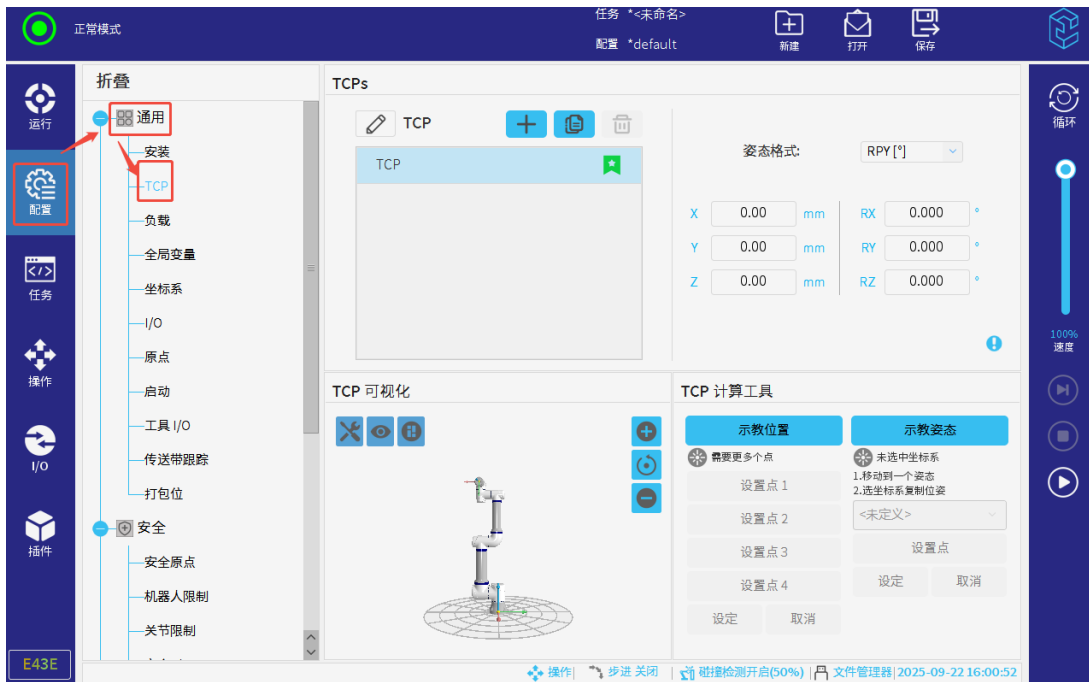 正常模式
任务 *<未命名>
配置 *default
新建
打开
保存
运行
配置
任务
操作
I/O
插件
E43E
折叠
通用
安装
TCP
负载
全局变量
坐标系
I/O
原点
启动
工具 I/O
传送带跟踪
打包位
安全
安全原点
机器人限制
关节限制
TCPs
TCP
TCP
姿态格式: RPY[°]
X 0.00 mm RX 0.000 °
Y 0.00 mm RY 0.000 °
Z 0.00 mm RZ 0.000 °
TCP 可视化
TCP 计算工具
示教位置
需要更多个点
设置点 1
设置点 2
设置点 3
设置点 4
设定 取消
示教姿态
未选中坐标系
1.移动到一个姿态
2.选坐标系复制位姿
<未定义>
设置点
设定 取消
循环
100%
速度
操作| 步进 关闭 | 碰撞检测开启(50%) | 文件管理器| 2025-09-22 16:00:52